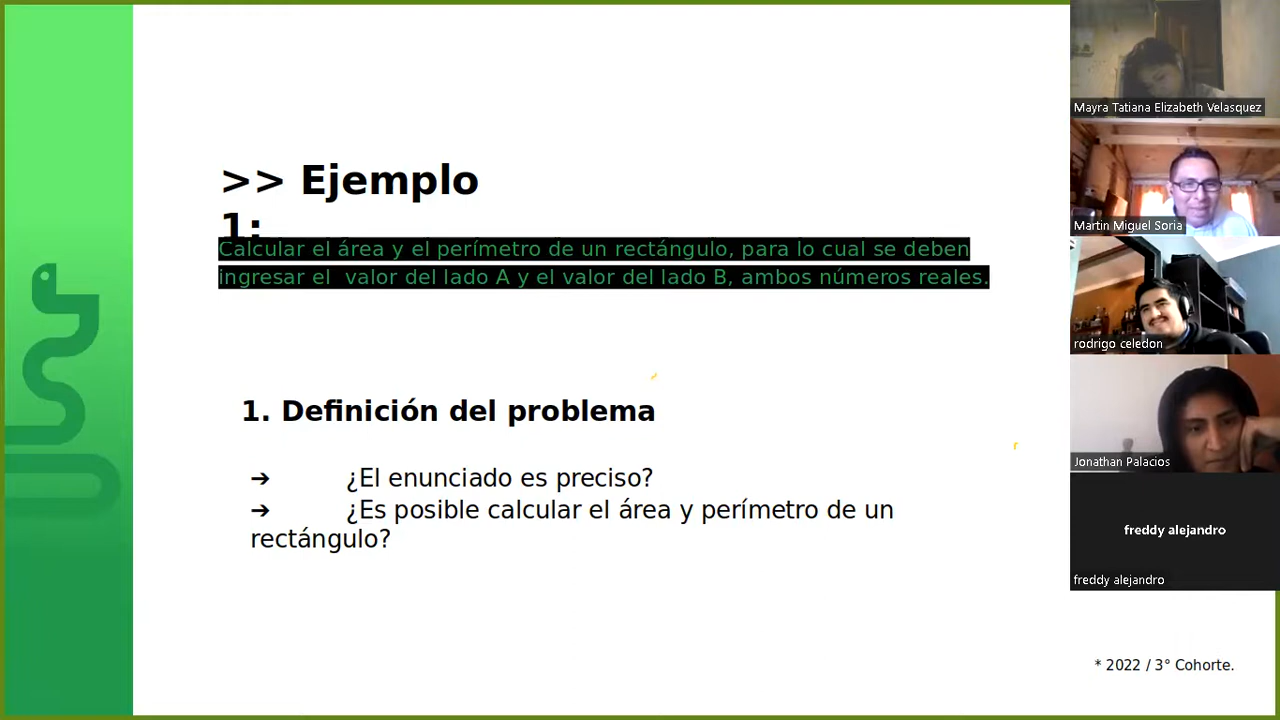 >> Ejemplo
1:
Calcular el área y el perímetro de un rectángulo, para lo cual se deben
ingresar el  valor del lado A y el valor del lado B, ambos números reales.
1. Definición del problema
➔ ¿El enunciado es preciso?
➔ ¿Es posible calcular el área y perímetro de un
rectángulo?
* 2022 / 3° Cohorte.
Mayra Tatiana Elizabeth Velasquez
Martin Miguel Soria
rodrigo celedon
Jonathan Palacios
freddy alejandro
freddy alejandro